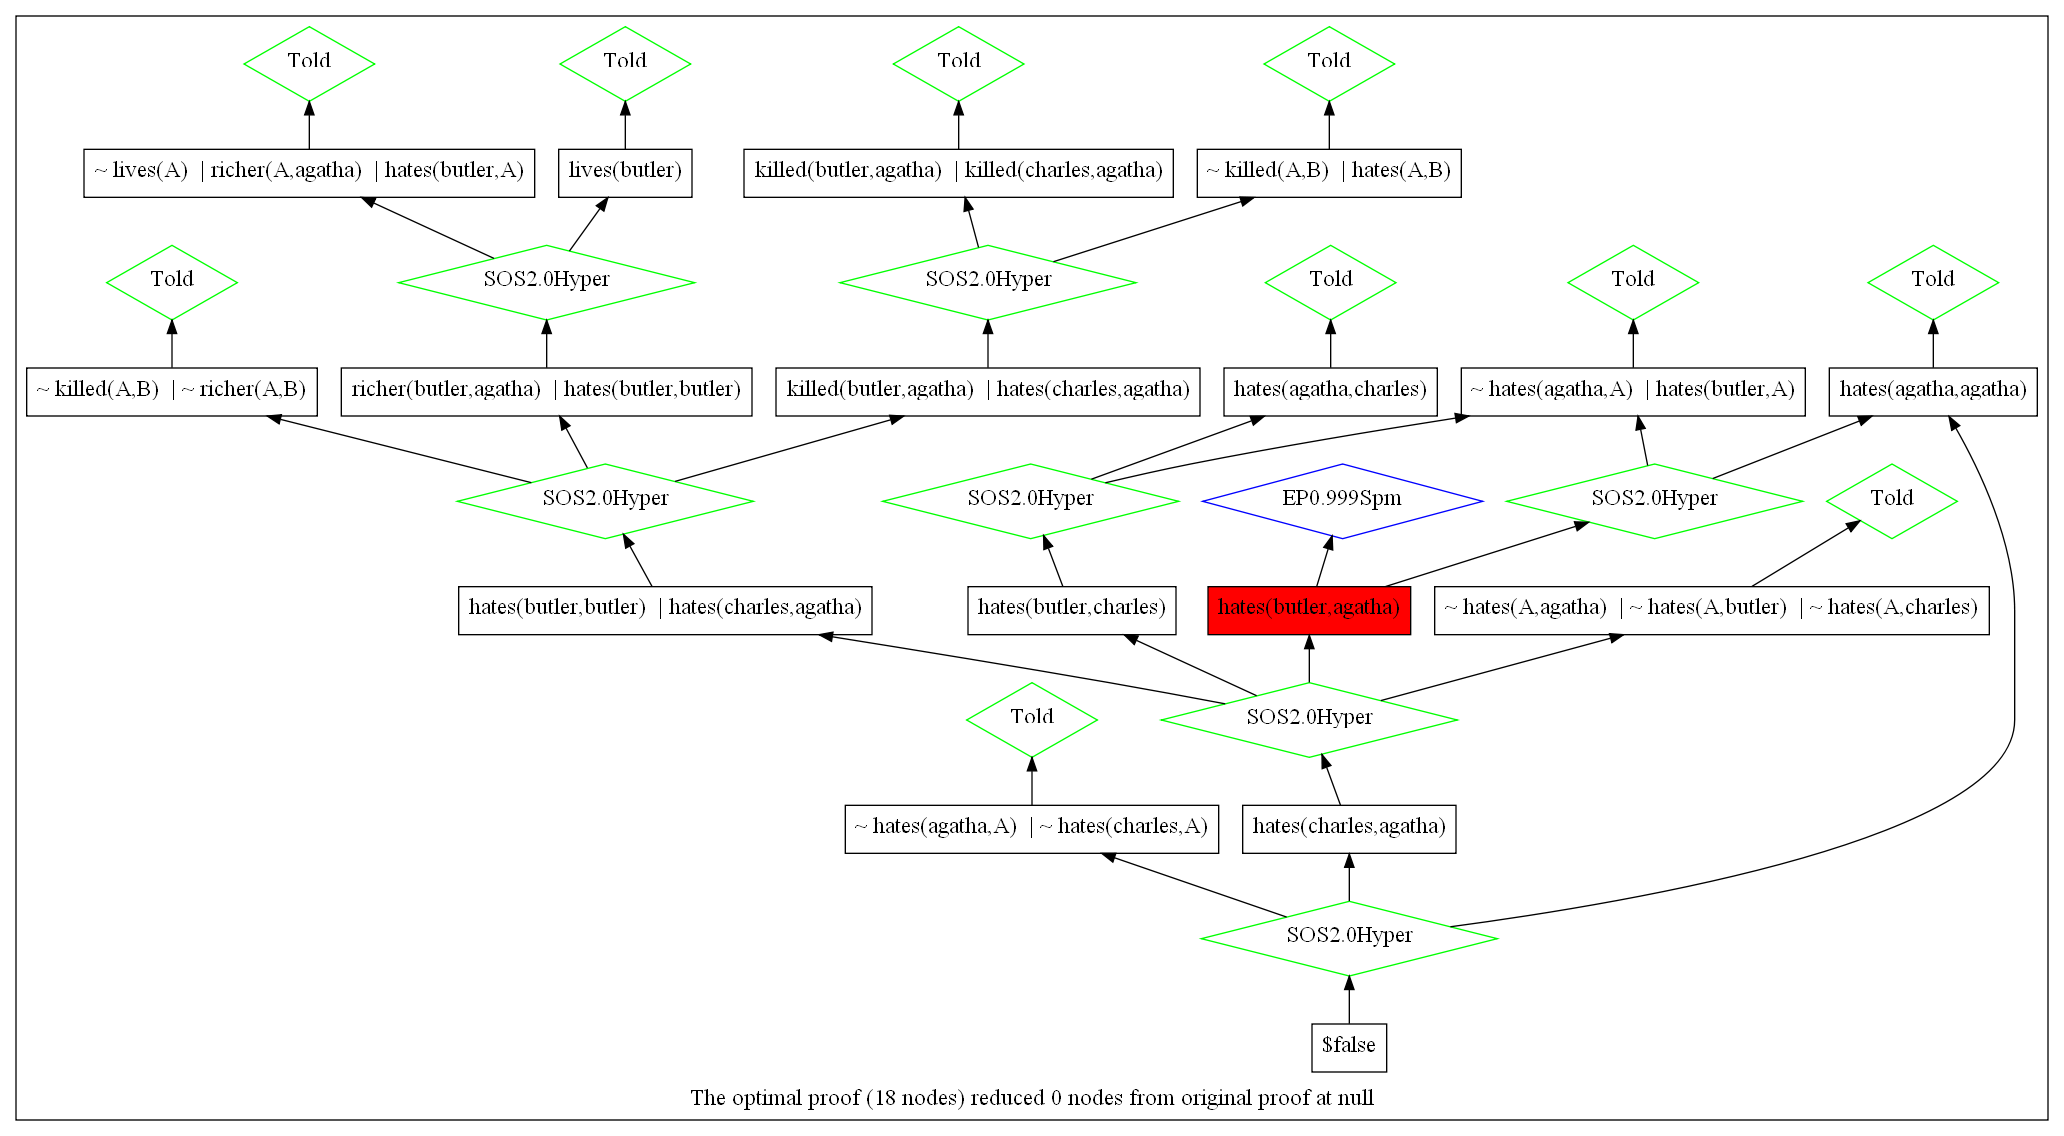 Told
Told
Told
Told
~ lives(A) | richer(A,agatha) | hates(butler,A)
lives(butler)
killed(butler,agatha) | killed(charles,agatha)
~ killed(A,B) | hates(A,B)
Told
SOS2.0Hyper
SOS2.0Hyper
Told
Told
Told
~ killed(A,B) | ~ richer(A,B)
richer(butler,agatha) | hates(butler,butler)
killed(butler,agatha) | hates(charles,agatha)
hates(agatha,charles)
~ hates(agatha,A) | hates(butler,A)
hates(agatha,agatha)
SOS2.0Hyper
SOS2.0Hyper
EP0.999Spm
SOS2.0Hyper
Told
hates(butler,butler) | hates(charles,agatha)
hates(butler,charles)
hates(butler,agatha)
~ hates(A,agatha) | ~ hates(A,butler) | ~ hates(A,charles)
Told
SOS2.0Hyper
~ hates(agatha,A) | ~ hates(charles,A)
hates(charles,agatha)
SOS2.0Hyper
$false
The optimal proof (18 nodes) reduced 0 nodes from original proof at null